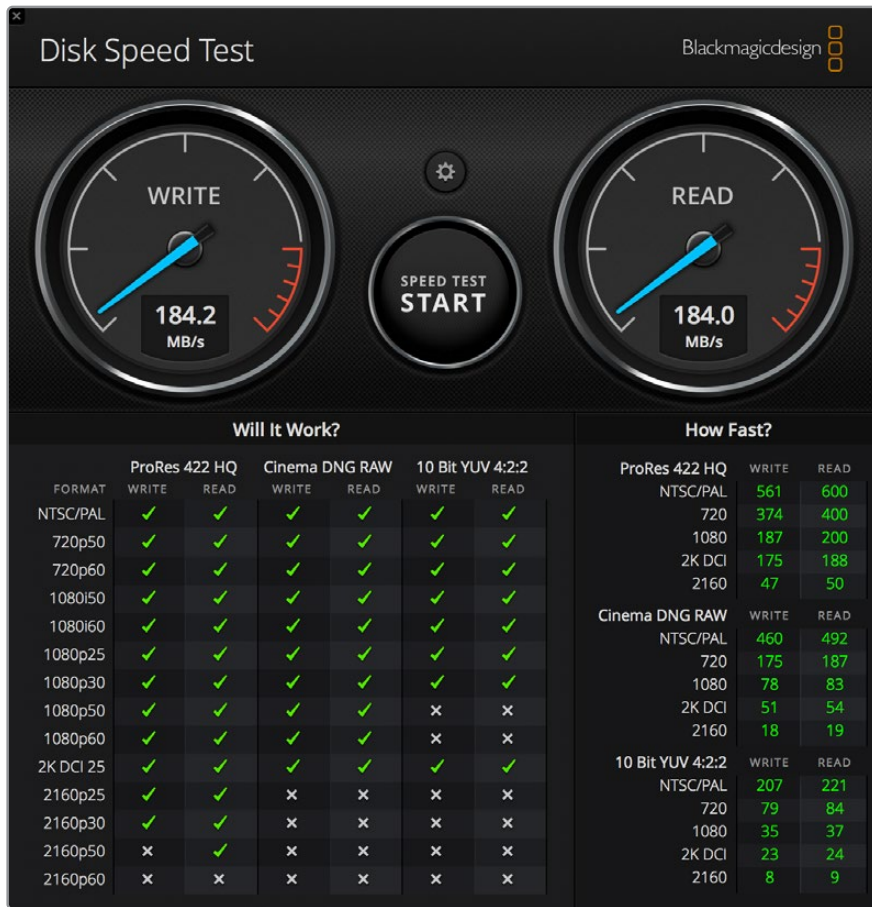 Disk Speed Test
Blackmagicdesign
WRITE
184.2
MB/s
SPEED TEST
START
READ
184.0
MB/s
Will It Work?
ProRes 422 HQ Cinema DNG RAW 10 Bit YUV 4:2:2
FORMAT WRITE READ WRITE READ WRITE READ
NTSC/PAL ✓ ✓ ✓ ✓ ✓ ✓
720p50 ✓ ✓ ✓ ✓ ✓ ✓
720p60 ✓ ✓ ✓ ✓ ✓ ✓
1080i50 ✓ ✓ ✓ ✓ ✓ ✓
1080i60 ✓ ✓ ✓ ✓ ✓ ✓
1080p25 ✓ ✓ ✓ ✓ ✓ ✓
1080p30 ✓ ✓ ✓ ✓ ✓ ✓
1080p50 ✓ ✓ ✓ ✓ × ×
1080p60 ✓ ✓ ✓ ✓ × ×
2K DCI 25 ✓ ✓ ✓ ✓ ✓ ✓
2160p25 ✓ ✓ × × × ×
2160p30 ✓ ✓ × × × ×
2160p50 × ✓ × × × ×
2160p60 × × × × × ×
How Fast?
ProRes 422 HQ WRITE READ
NTSC/PAL 561 600
720 374 400
1080 187 200
2K DCI 175 188
2160 47 50
Cinema DNG RAW WRITE READ
NTSC/PAL 460 492
720 175 187
1080 78 83
2K DCI 51 54
2160 18 19
10 Bit YUV 4:2:2 WRITE READ
NTSC/PAL 207 221
720 79 84
1080 35 37
2K DCI 23 24
2160 8 9